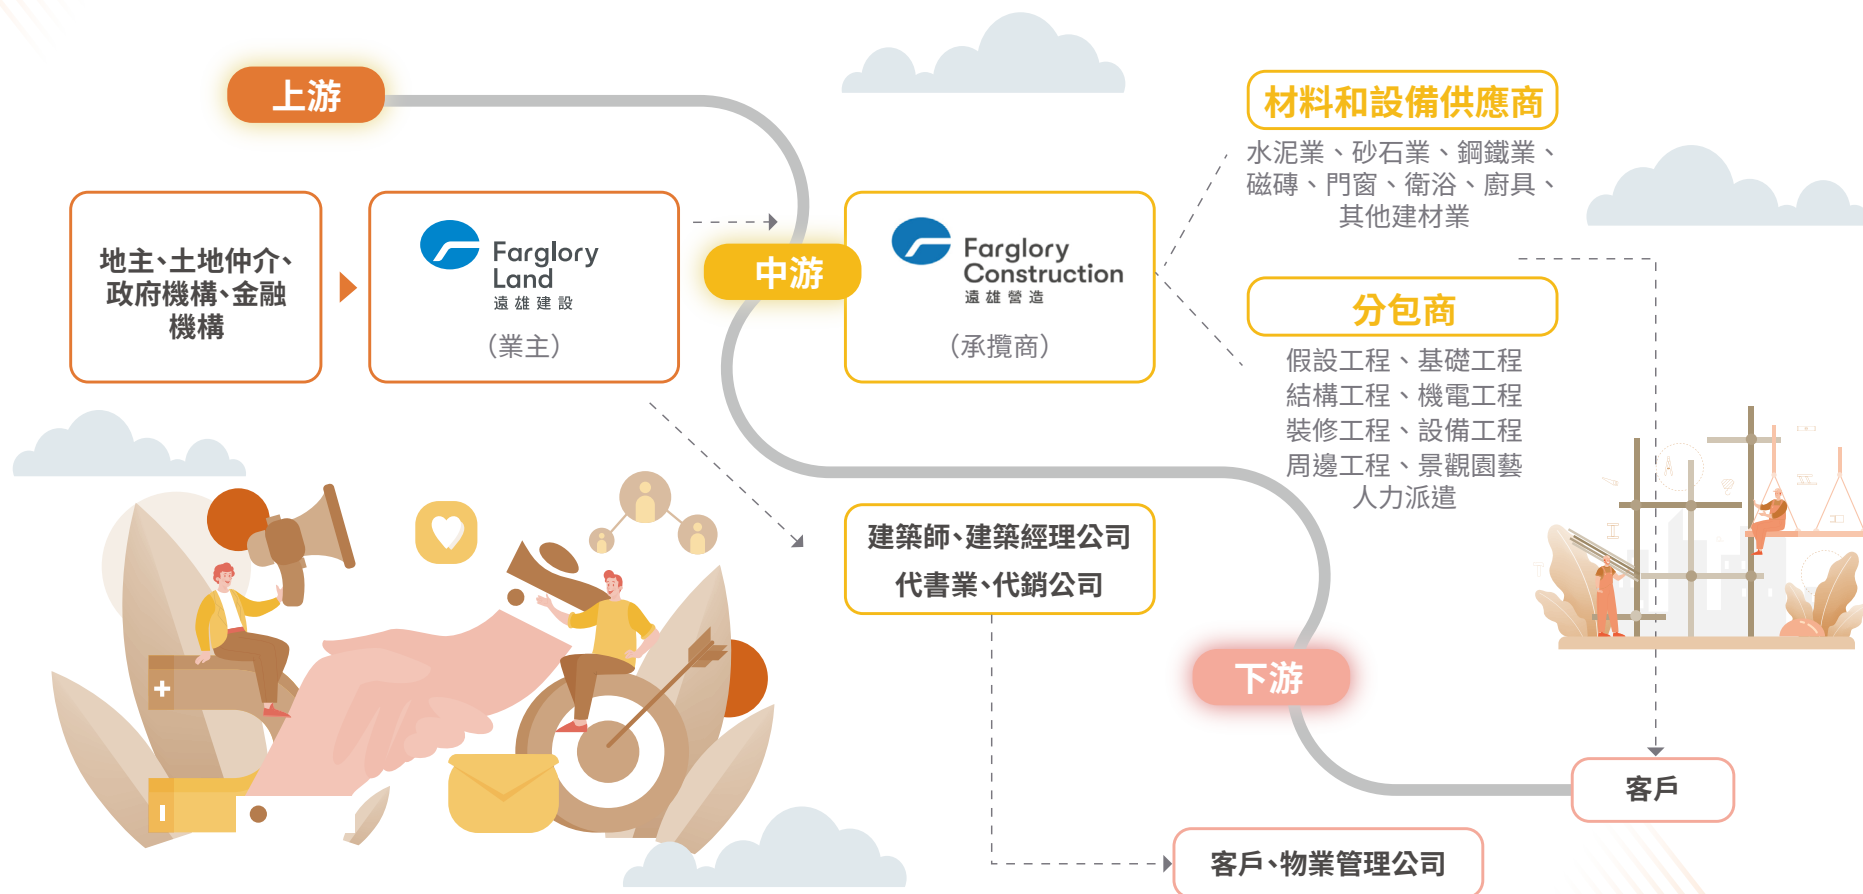 上游
地主、土地仲介、
政府機構、金融
機構
Farglory
Land
遠雄建設
（業主）
中游
Farglory
Construction
遠雄營造
（承攬商）
材料和設備供應商
水泥業、砂石業、鋼鐵業、
磁磚、門窗、衛浴、廚具、
其他建材業
分包商
假設工程、基礎工程
結構工程、機電工程
裝修工程、設備工程
周邊工程、景觀園藝
人力派遣
建築師、建築經理公司
代書業、代銷公司
下游
客戶
客戶、物業管理公司